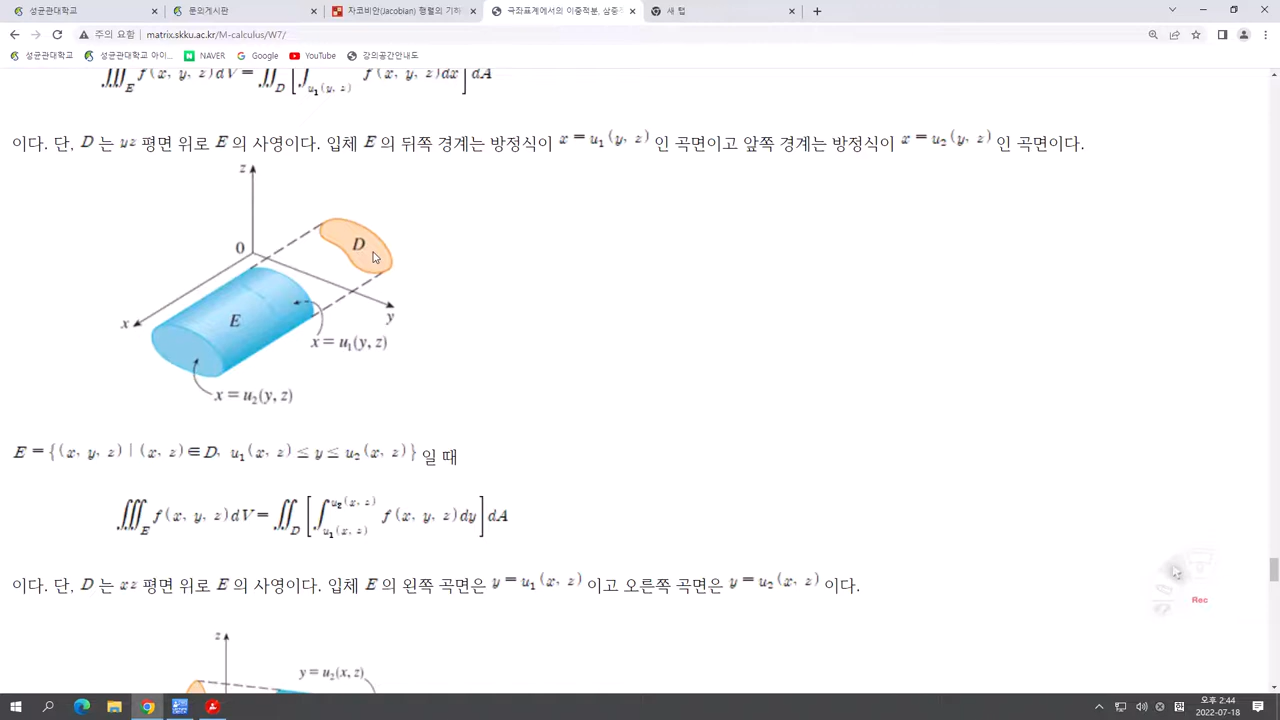 성균관대학교
문의게시판
자코비안(Jacobian) 행렬의 기하
극좌표계에서의 이중적분, 삼중
새 탭
주의 요함 | matrix.skku.ac.kr/M-calculus/W7/
성균관대학교
성균관대학교 아이...
NAVER
Google
YouTube
강의공간안내도
∭_E f(x, y, z)dV=∬_D [∫_{u₁(y, z)} f(x, y, z)dx]dA
이다. 단, D 는 yz 평면 위로 E 의 사영이다. 입체 E 의 뒤쪽 경계는 방정식이 x = u₁(y, z) 인 곡면이고 앞쪽 경계는 방정식이 x = u₂(y, z) 인 곡면이다.
z
D
0
E
x
y
x = u₁(y, z)
x = u₂(y, z)
E = {(x, y, z) | (x, z)∈D, u₁(x, z) ≤ y ≤ u₂(x, z)} 일 때
∭_E f(x, y, z)dV=∬_D [∫_{u₁(x, z)}^{u₂(x, z)} f(x, y, z)dy]dA
이다. 단, D 는 xz 평면 위로 E 의 사영이다. 입체 E 의 왼쪽 곡면은 y = u₁(x, z) 이고 오른쪽 곡면은 y = u₂(x, z) 이다.
Rec
z
y = u₂(x, z)
오후 2:44
2022-07-18